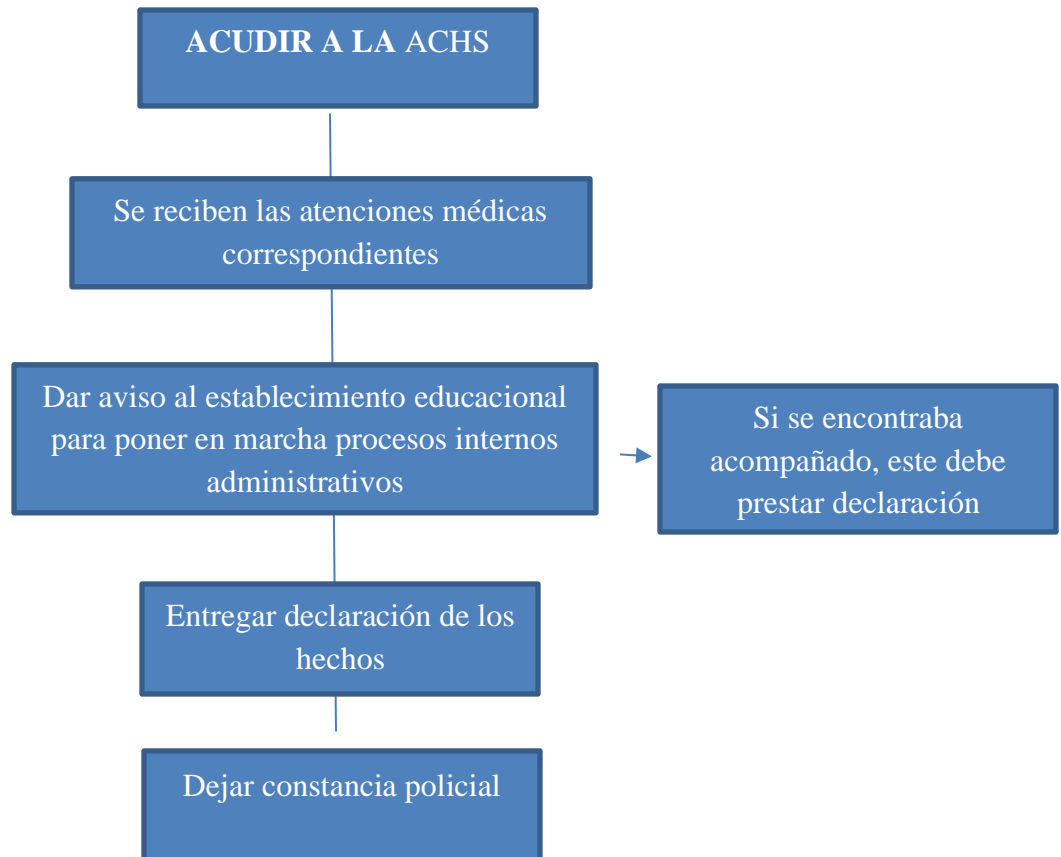 ACUDIR A LA ACHS
Se reciben las atenciones médicas
correspondientes
Dar aviso al establecimiento educacional
para poner en marcha procesos internos
administrativos
Si se encontraba
acompañado, este debe
prestar declaración
Entregar declaración de los
hechos
Dejar constancia policial